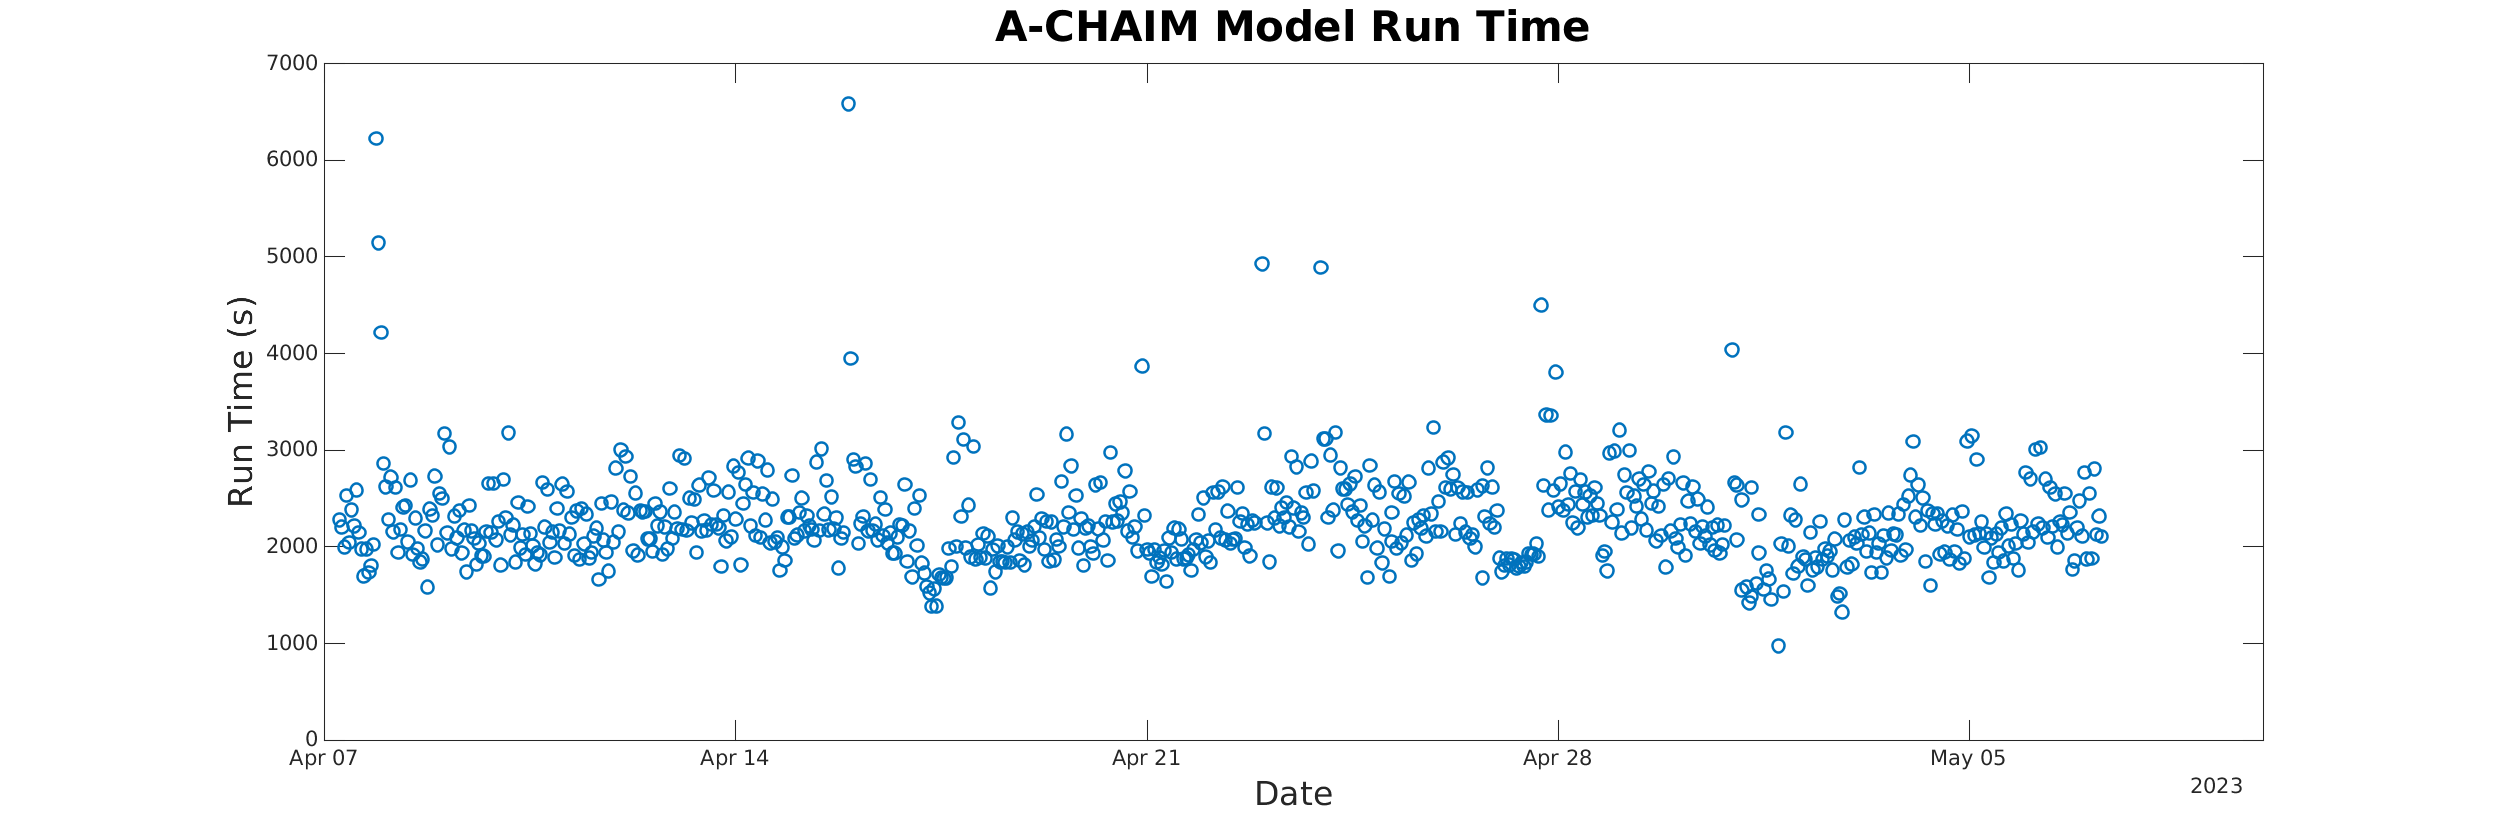 A-CHAIM Model Run Time
Run Time (s)
7000
6000
5000
4000
3000
2000
1000
0
Apr 07
Apr 14
Apr 21
Apr 28
May 05
Date
2023